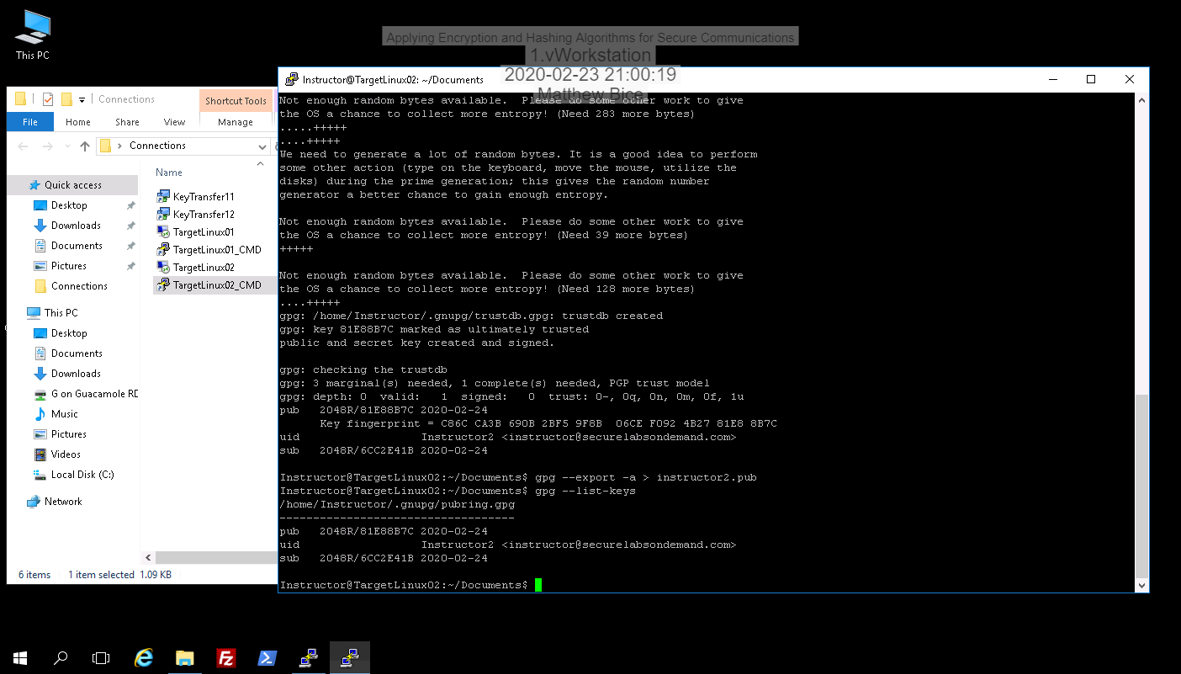 This PC
Applying Encryption and Hashing Algorithms for Secure Communications
1.vWorkstation
2020-02-23 21:00:19
Matthew Bice
Connections
Shortcut Tools
File Home Share View Manage
Connections
Name
Quick access
Desktop
Downloads
Documents
Pictures
Connections
This PC
Desktop
Documents
Downloads
G on Guacamole RD
Music
Pictures
Videos
Local Disk (C:)
Network
KeyTransfer11
KeyTransfer12
TargetLinux01
TargetLinux01_CMD
TargetLinux02
TargetLinux02_CMD
6 items 1 item selected 1.09 KB
Instructor@TargetLinux02: ~/Documents
Not enough random bytes available.  Please do some other work to give
the OS a chance to collect more entropy! (Need 283 more bytes)
.....+++++
....+++++
We need to generate a lot of random bytes. It is a good idea to perform
some other action (type on the keyboard, move the mouse, utilize the
disks) during the prime generation; this gives the random number
generator a better chance to gain enough entropy.
Not enough random bytes available.  Please do some other work to give
the OS a chance to collect more entropy! (Need 39 more bytes)
+++++
Not enough random bytes available.  Please do some other work to give
the OS a chance to collect more entropy! (Need 128 more bytes)
....+++++
gpg: /home/Instructor/.gnupg/trustdb.gpg: trustdb created
gpg: key 81E88B7C marked as ultimately trusted
public and secret key created and signed.
gpg: checking the trustdb
gpg: 3 marginal(s) needed, 1 complete(s) needed, PGP trust model
gpg: depth: 0  valid:   1  signed:   0  trust: 0-, 0q, 0n, 0m, 0f, 1u
pub   2048R/81E88B7C 2020-02-24
Key fingerprint = C86C CA3B 690B 2BF5 9F8B  06CE F092 4B27 81E8 8B7C
uid                  Instructor2 <instructor@securelabsondemand.com>
sub   2048R/6CC2E41B 2020-02-24
Instructor@TargetLinux02:~/Documents$ gpg --export -a > instructor2.pub
Instructor@TargetLinux02:~/Documents$ gpg --list-keys
/home/Instructor/.gnupg/pubring.gpg
-----------------------------------
pub   2048R/81E88B7C 2020-02-24
uid                  Instructor2 <instructor@securelabsondemand.com>
sub   2048R/6CC2E41B 2020-02-24
Instructor@TargetLinux02:~/Documents$